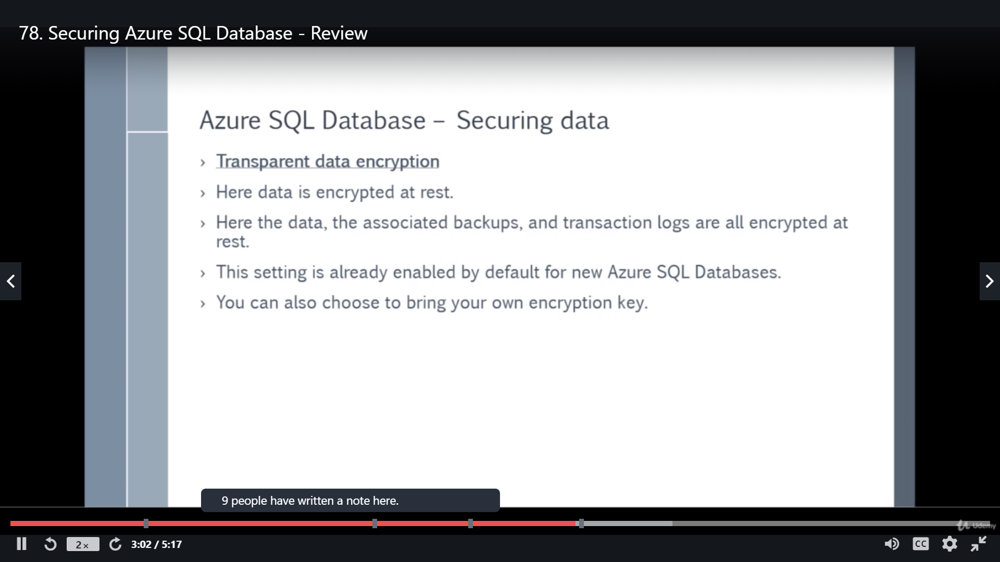 78. Securing Azure SQL Database - Review
Azure SQL Database – Securing data
› Transparent data encryption
› Here data is encrypted at rest.
› Here the data, the associated backups, and transaction logs are all encrypted at
rest.
› This setting is already enabled by default for new Azure SQL Databases.
› You can also choose to bring your own encryption key.
9 people have written a note here.
Udemy
2x
3:02 / 5:17
CC